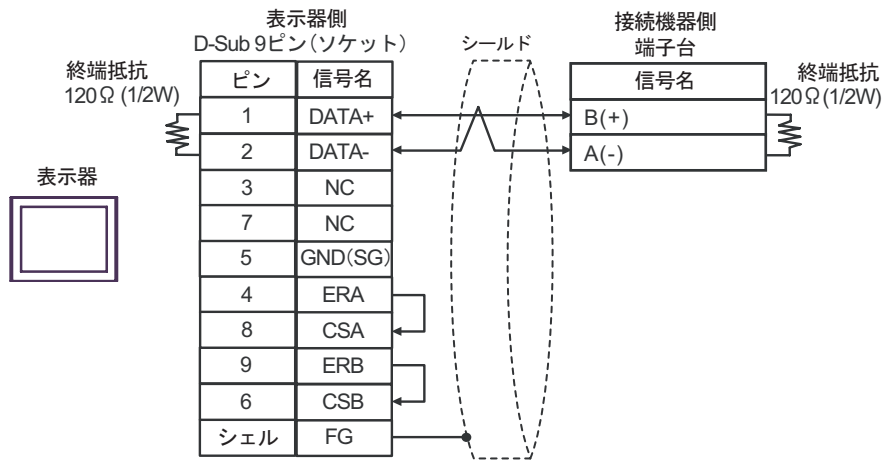 表示器側
D-Sub 9ピン(ソケット)
シールド
接続機器側
端子台
終端抵抗
120Ω(1/2W)
ピン 信号名
1 DATA+
2 DATA-
3 NC
7 NC
5 GND(SG)
4 ERA
8 CSA
9 ERB
6 CSB
シェル FG
信号名
B(+)
A(-)
終端抵抗
120Ω(1/2W)
表示器